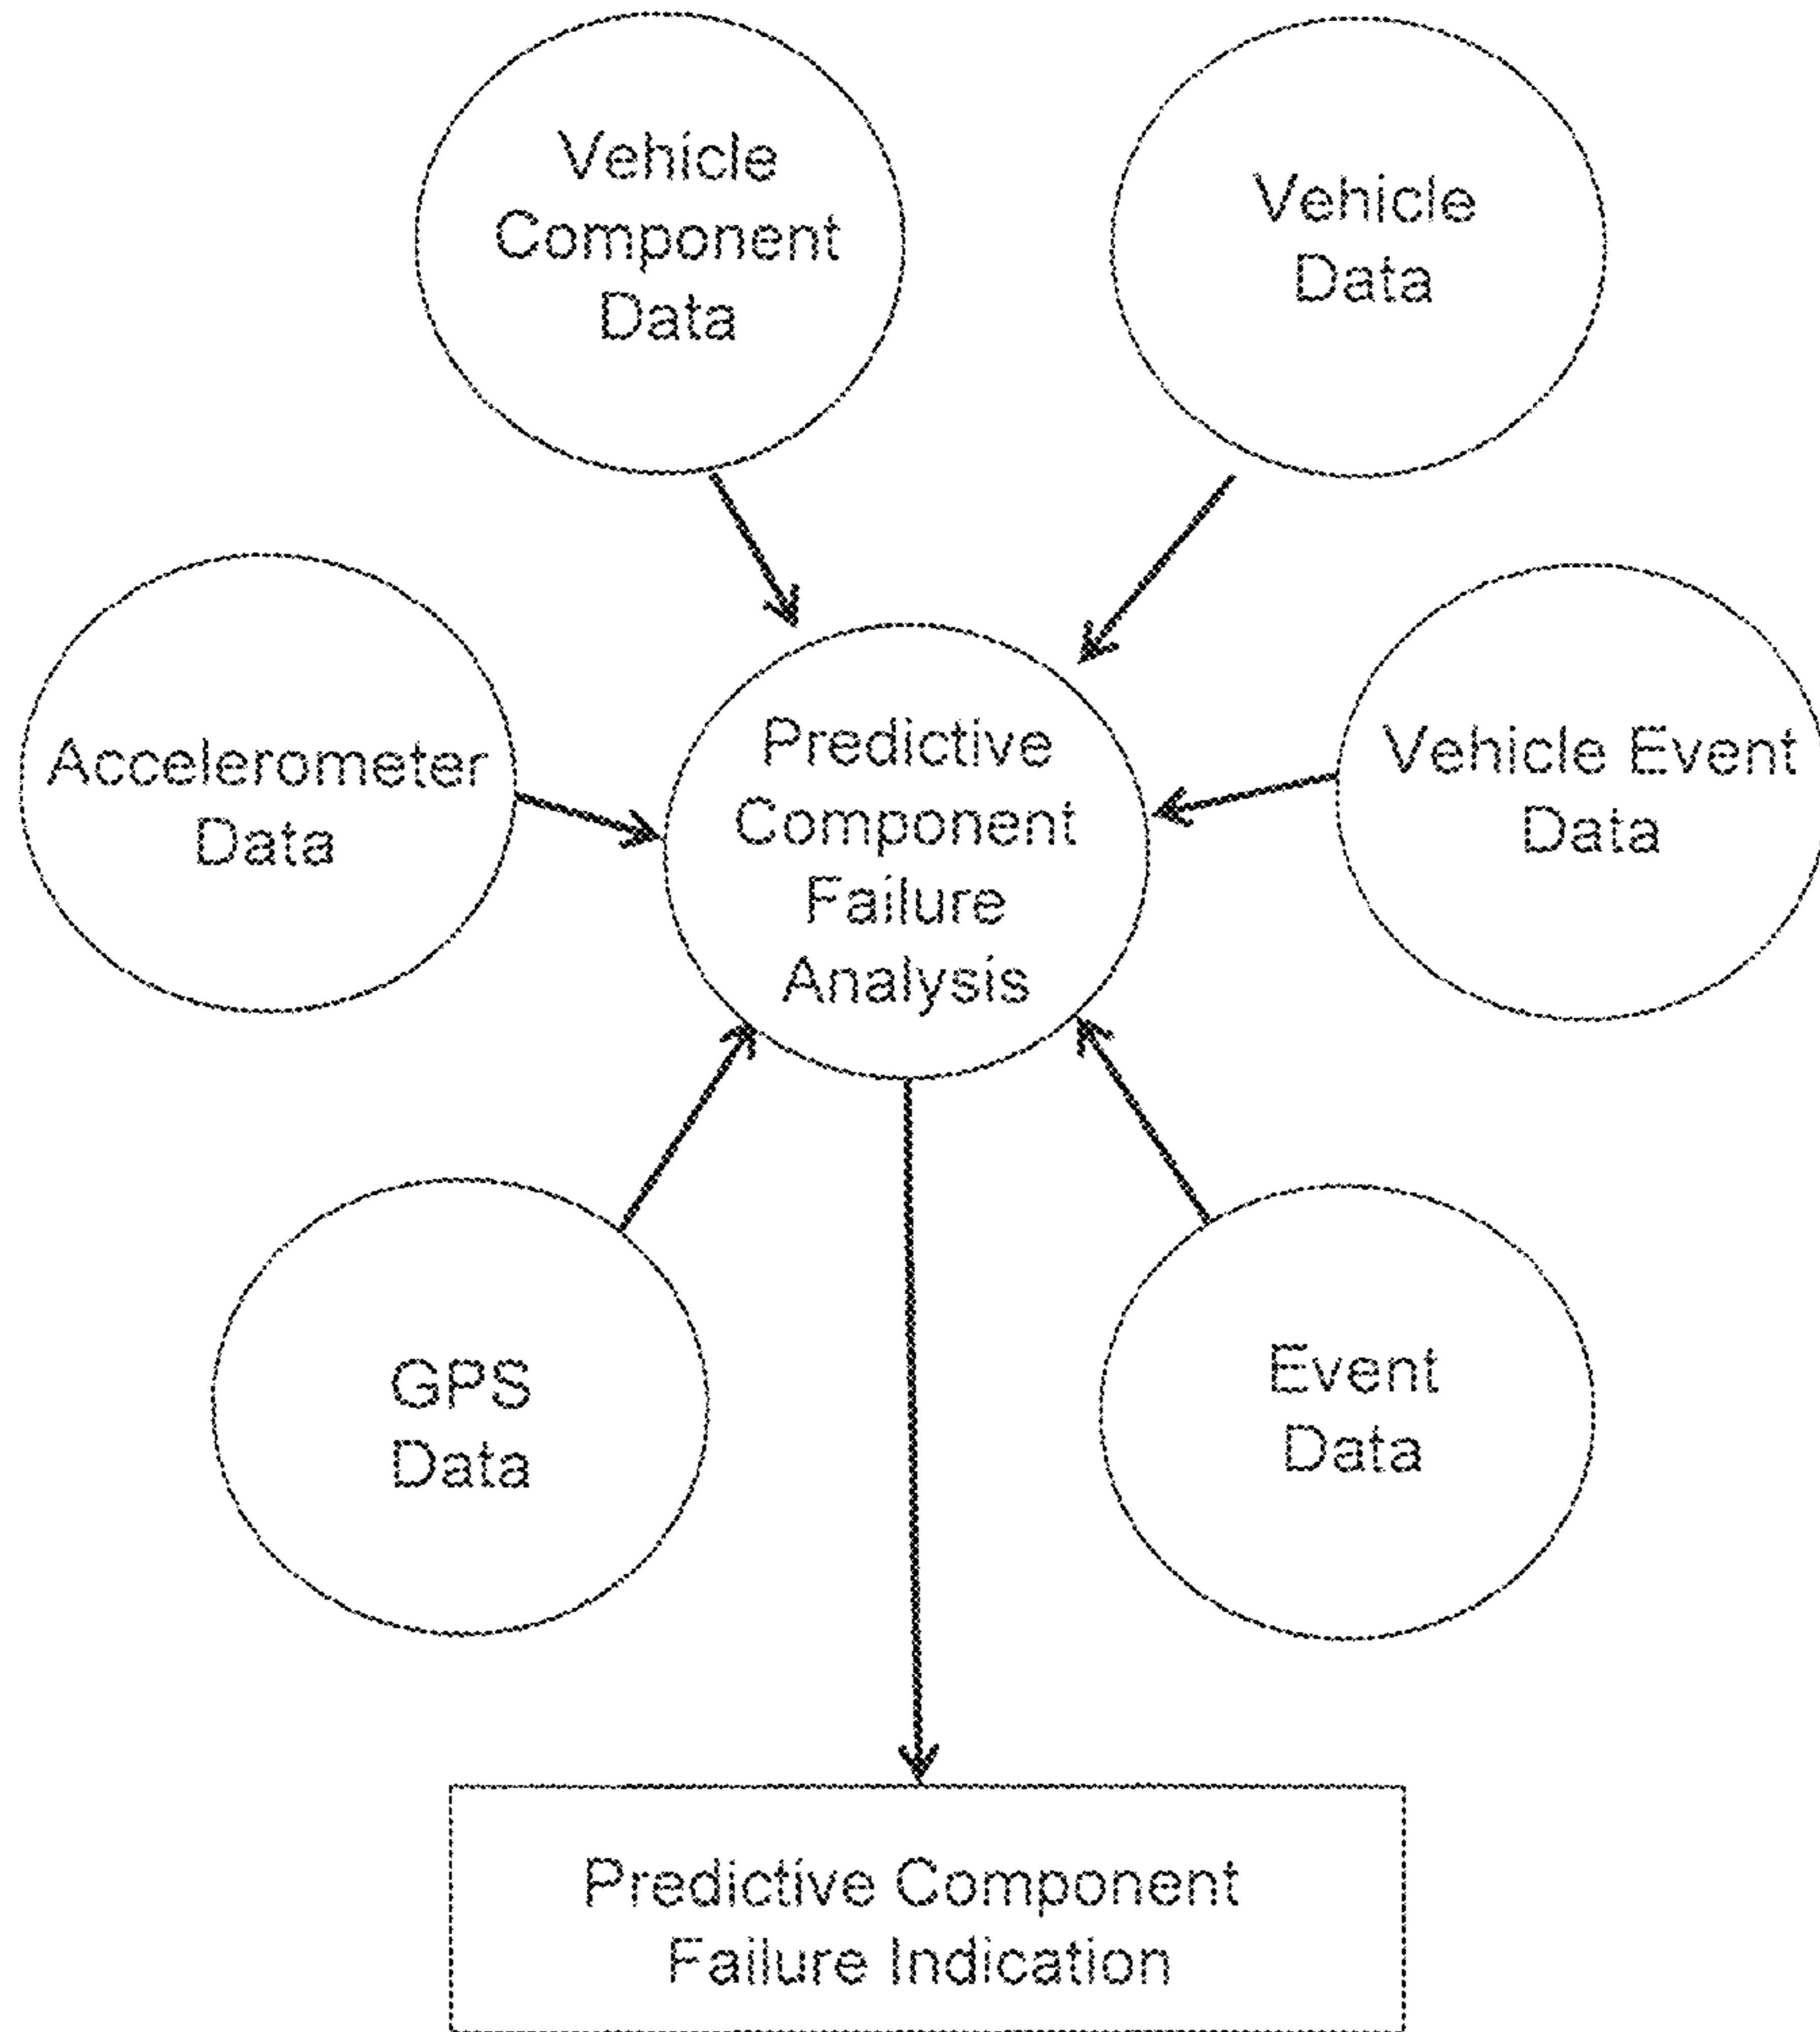 Vehicle
Component
Data
Vehicle
Data
Accelerometer
Data
Predictive
Component
Failure
Analysis
Vehicle Event
Data
GPS
Data
Event
Data
Predictive Component
Failure Indication